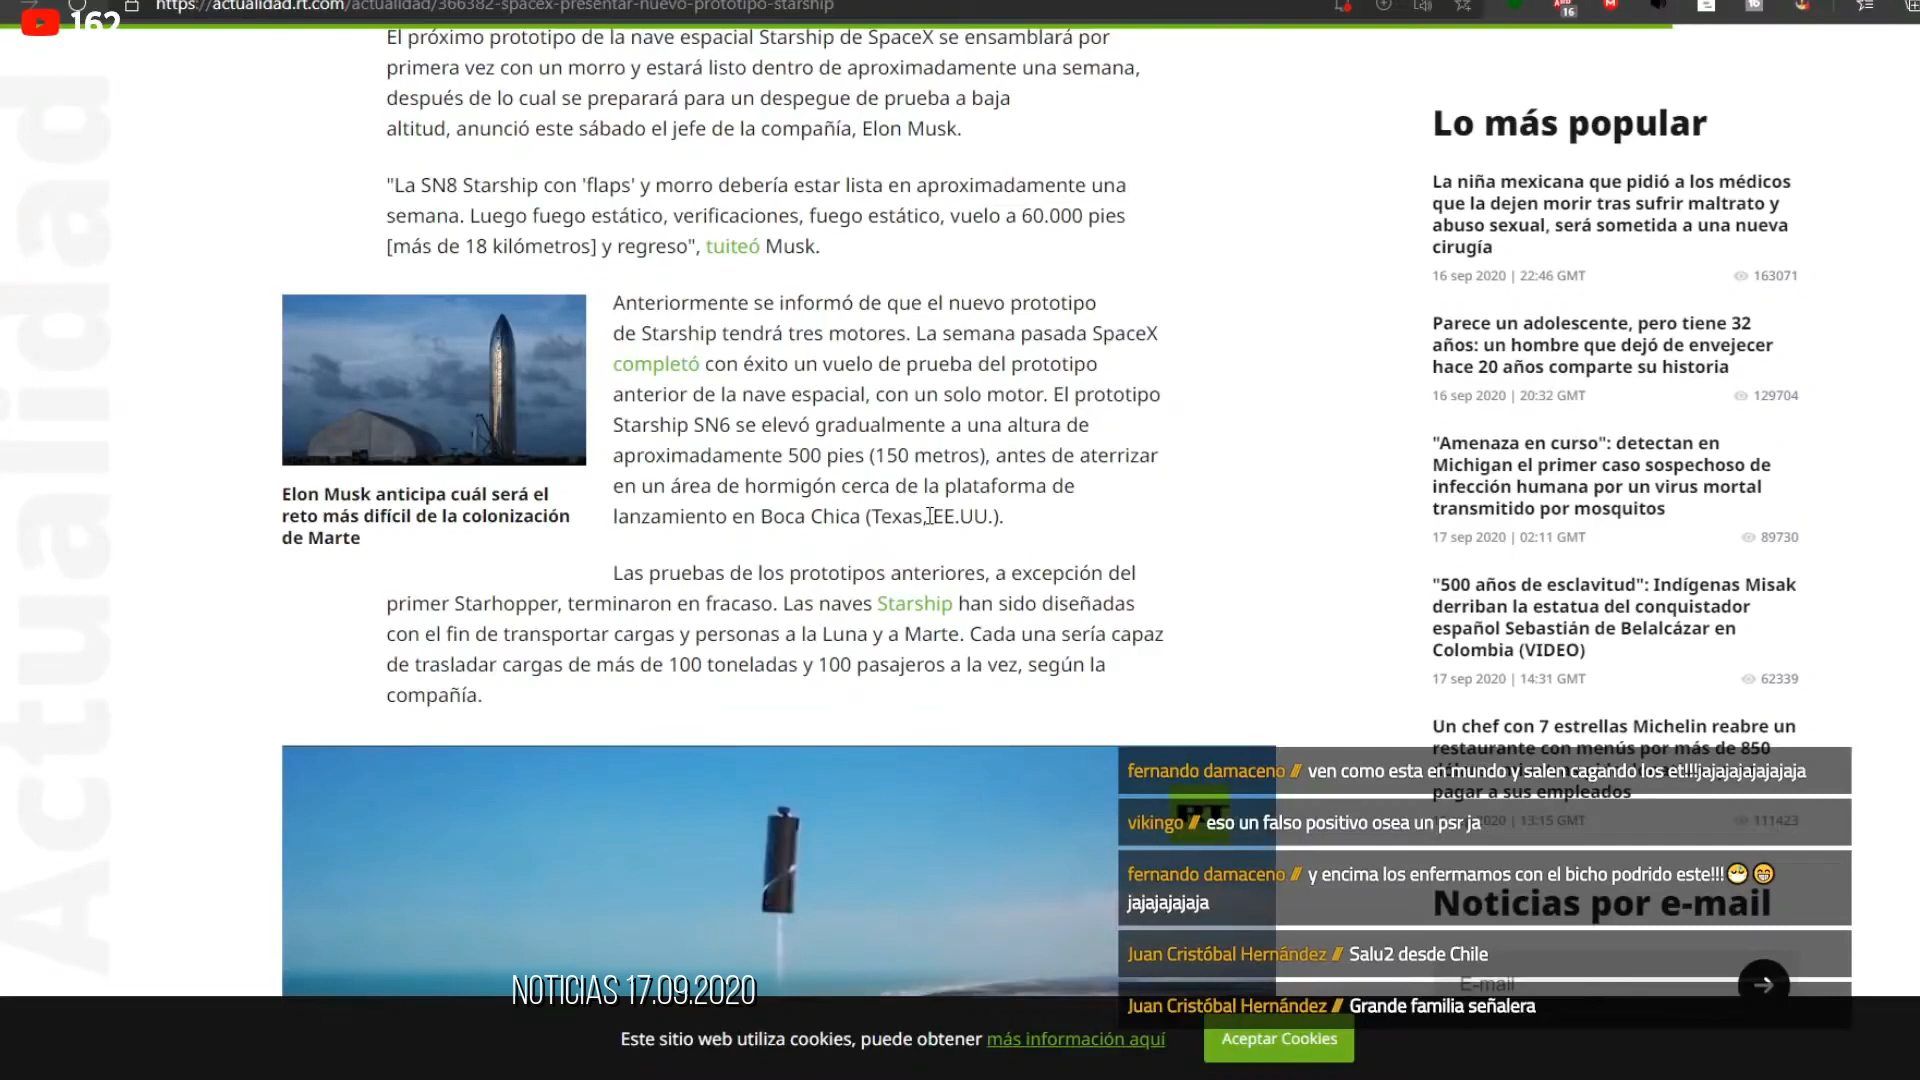 162
https://actualidad.rt.com/actualidad/366382-spacex-presentar-nuevo-prototipo-starship
16
Actualidad
El próximo prototipo de la nave espacial Starship de SpaceX se ensamblará por
primera vez con un morro y estará listo dentro de aproximadamente una semana,
después de lo cual se preparará para un despegue de prueba a baja
altitud, anunció este sábado el jefe de la compañía, Elon Musk.
"La SN8 Starship con 'flaps' y morro debería estar lista en aproximadamente una
semana. Luego fuego estático, verificaciones, fuego estático, vuelo a 60.000 pies
[más de 18 kilómetros] y regreso", tuiteó Musk.
Elon Musk anticipa cuál será el
reto más difícil de la colonización
de Marte
Anteriormente se informó de que el nuevo prototipo
de Starship tendrá tres motores. La semana pasada SpaceX
completó con éxito un vuelo de prueba del prototipo
anterior de la nave espacial, con un solo motor. El prototipo
Starship SN6 se elevó gradualmente a una altura de
aproximadamente 500 pies (150 metros), antes de aterrizar
en un área de hormigón cerca de la plataforma de
lanzamiento en Boca Chica (Texas, EE.UU.).
Las pruebas de los prototipos anteriores, a excepción del
primer Starhopper, terminaron en fracaso. Las naves Starship han sido diseñadas
con el fin de transportar cargas y personas a la Luna y a Marte. Cada una sería capaz
de trasladar cargas de más de 100 toneladas y 100 pasajeros a la vez, según la
compañía.
Lo más popular
La niña mexicana que pidió a los médicos
que la dejen morir tras sufrir maltrato y
abuso sexual, será sometida a una nueva
cirugía
16 sep 2020 | 22:46 GMT 163071
Parece un adolescente, pero tiene 32
años: un hombre que dejó de envejecer
hace 20 años comparte su historia
16 sep 2020 | 20:32 GMT 129704
"Amenaza en curso": detectan en
Michigan el primer caso sospechoso de
infección humana por un virus mortal
transmitido por mosquitos
17 sep 2020 | 02:11 GMT 89730
"500 años de esclavitud": Indígenas Misak
derriban la estatua del conquistador
español Sebastián de Belalcázar en
Colombia (VIDEO)
17 sep 2020 | 14:31 GMT 62339
Un chef con 7 estrellas Michelin reabre un
restaurante con menús por más de 850
pagar a sus empleados
2020 | 13:15 GMT 111423
Noticias por e-mail
E-mail
RT
fernando damaceno // ven como esta en mundo y salen cagando los et!!!jajajajajajajaja
vikingo // eso un falso positivo osea un psr ja
fernando damaceno // y encima los enfermamos con el bicho podrido este!!!
jajajajajaja
Juan Cristóbal Hernández // Salu2 desde Chile
Juan Cristóbal Hernández // Grande familia señalera
NOTICIAS 17.09.2020
Este sitio web utiliza cookies, puede obtener más información aquí
Aceptar Cookies